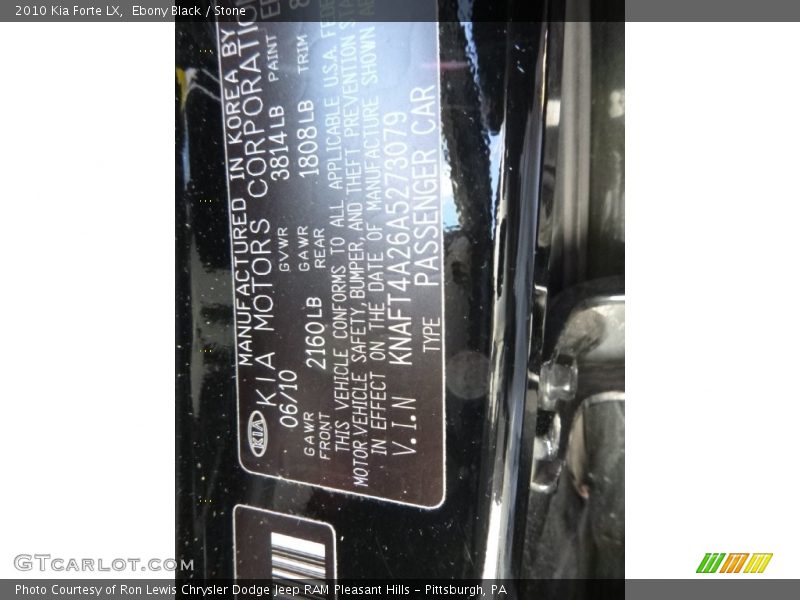 2010 Kia Forte LX, Ebony Black / Stone
MANUFACTURED IN KOREA BY
KIA KIA MOTORS CORPORATION
06/10 GVWR 3814LB PAINT
GAWR FRONT 2160LB GAWR REAR 1808LB TRIM
THIS VEHICLE CONFORMS TO ALL APPLICABLE U.S.A.
MOTOR VEHICLE SAFETY, BUMPER, AND THEFT PREVENTION
IN EFFECT ON THE DATE OF MANUFACTURE SHOWN
V.I.N KNAFT4A26A5273079
TYPE PASSENGER CAR
GTCARLOT.COM
Photo Courtesy of Ron Lewis Chrysler Dodge Jeep RAM Pleasant Hills - Pittsburgh, PA